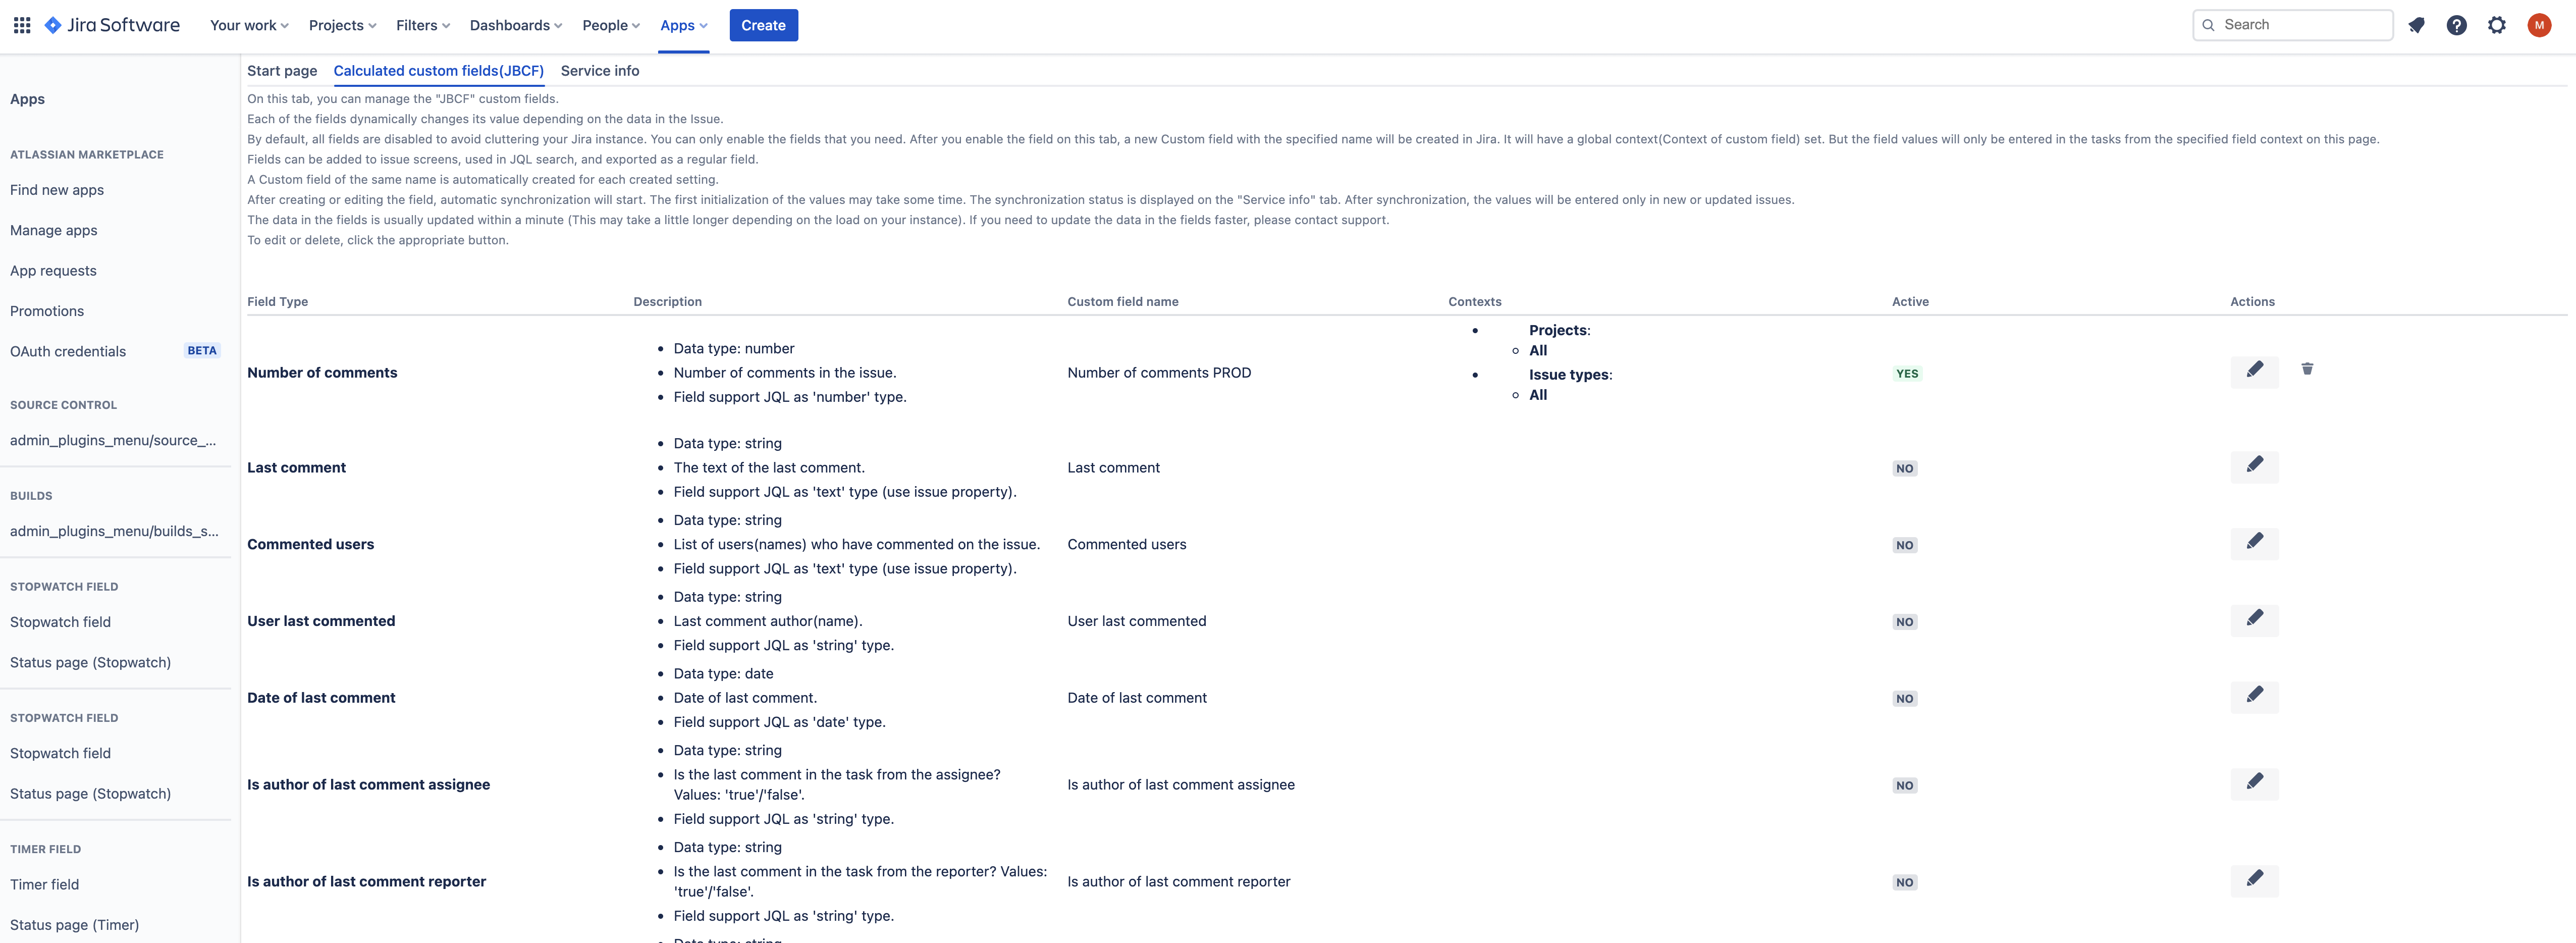 Jira Software
Your work
Projects
Filters
Dashboards
People
Apps
Create
Search
M
Apps
ATLASSIAN MARKETPLACE
Find new apps
Manage apps
App requests
Promotions
OAuth credentials BETA
SOURCE CONTROL
admin_plugins_menu/source_...
BUILDS
admin_plugins_menu/builds_s...
STOPWATCH FIELD
Stopwatch field
Status page (Stopwatch)
STOPWATCH FIELD
Stopwatch field
Status page (Stopwatch)
TIMER FIELD
Timer field
Status page (Timer)
Start page
Calculated custom fields(JBCF)
Service info
On this tab, you can manage the "JBCF" custom fields.
Each of the fields dynamically changes its value depending on the data in the Issue.
By default, all fields are disabled to avoid cluttering your Jira instance. You can only enable the fields that you need. After you enable the field on this tab, a new Custom field with the specified name will be created in Jira. It will have a global context(Context of custom field) set. But the field values will only be entered in the tasks from the specified field context on this page.
Fields can be added to issue screens, used in JQL search, and exported as a regular field.
A Custom field of the same name is automatically created for each created setting.
After creating or editing the field, automatic synchronization will start. The first initialization of the values may take some time. The synchronization status is displayed on the "Service info" tab. After synchronization, the values will be entered only in new or updated issues.
The data in the fields is usually updated within a minute (This may take a little longer depending on the load on your instance). If you need to update the data in the fields faster, please contact support.
To edit or delete, click the appropriate button.
Field Type
Description
Custom field name
Contexts
Active
Actions
Number of comments
Data type: number
Number of comments in the issue.
Field support JQL as 'number' type.
Number of comments PROD
Projects:
All
Issue types:
All
YES
Last comment
Data type: string
The text of the last comment.
Field support JQL as 'text' type (use issue property).
Last comment
NO
Commented users
Data type: string
List of users(names) who have commented on the issue.
Field support JQL as 'text' type (use issue property).
Commented users
NO
User last commented
Data type: string
Last comment author(name).
Field support JQL as 'string' type.
User last commented
NO
Date of last comment
Data type: date
Date of last comment.
Field support JQL as 'date' type.
Date of last comment
NO
Is author of last comment assignee
Data type: string
Is the last comment in the task from the assignee?
Values: 'true'/'false'.
Field support JQL as 'string' type.
Is author of last comment assignee
NO
Is author of last comment reporter
Data type: string
Is the last comment in the task from the reporter? Values:
'true'/'false'.
Field support JQL as 'string' type.
Is author of last comment reporter
NO
Data type: string